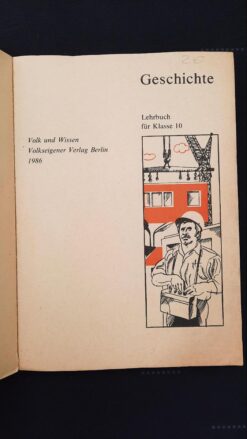 Geschichte
Lehrbuch
für Klasse 10
Volk und Wissen
Volkseigener Verlag Berlin
1986